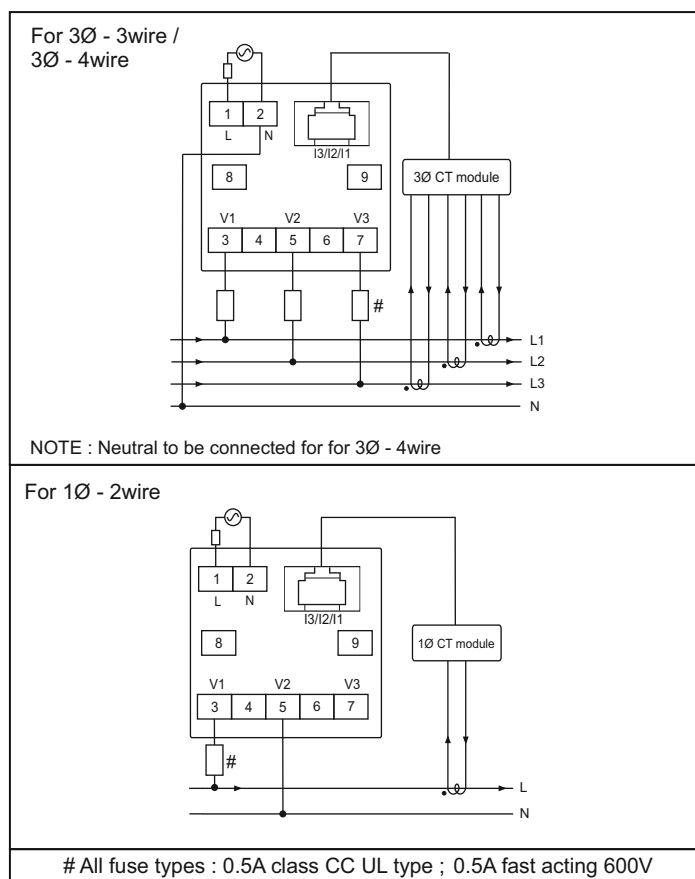 For 3Ø - 3wire /
3Ø - 4wire
1 2
L N
I3/I2/I1
8 9
3Ø CT module
V1 V2 V3
3 4 5 6 7
#
L1
L2
L3
N
NOTE : Neutral to be connected for for 3Ø - 4wire
For 1Ø - 2wire
1 2
L N
I3/I2/I1
8 9
1Ø CT module
V1 V2 V3
3 4 5 6 7
#
L
N
# All fuse types : 0.5A class CC UL type ; 0.5A fast acting 600V